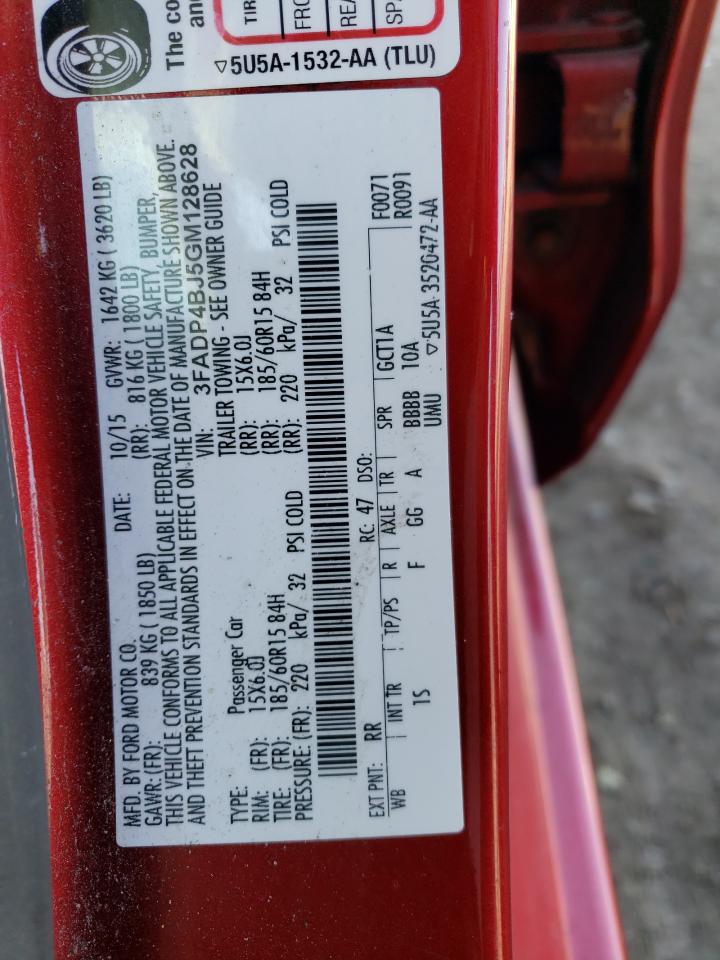 The co
and
TIR
FRO
REA
SPA
▽5U5A-1532-AA (TLU)
MFD. BY FORD MOTOR CO. DATE: 10/15 GVWR: 1642 KG ( 3620 LB)
GAWR: (FR): 839 KG ( 1850 LB) (RR): 816 KG ( 1800 LB)
THIS VEHICLE CONFORMS TO ALL APPLICABLE FEDERAL MOTOR VEHICLE SAFETY, BUMPER,
AND THEFT PREVENTION STANDARDS IN EFFECT ON THE DATE OF MANUFACTURE SHOWN ABOVE.
VIN: 3FADP4BJ5GM128628
TYPE: Passenger Car TRAILER TOWING - SEE OWNER GUIDE
RIM: (FR): 15X6.0J (RR): 15X6.0J
TIRE: (FR): 185/60R15 84H (RR): 185/60R15 84H
PRESSURE: (FR): 220 kPa/ 32 PSI COLD (RR): 220 kPa/ 32 PSI COLD
RC: 47 DSO: F0071
EXT PNT: RR R0091
WB INT TR TP/PS R AXLE TR SPR GCT1A
1S F GG A BBBB 10A
UMU ▽5U5A-3520472-AA